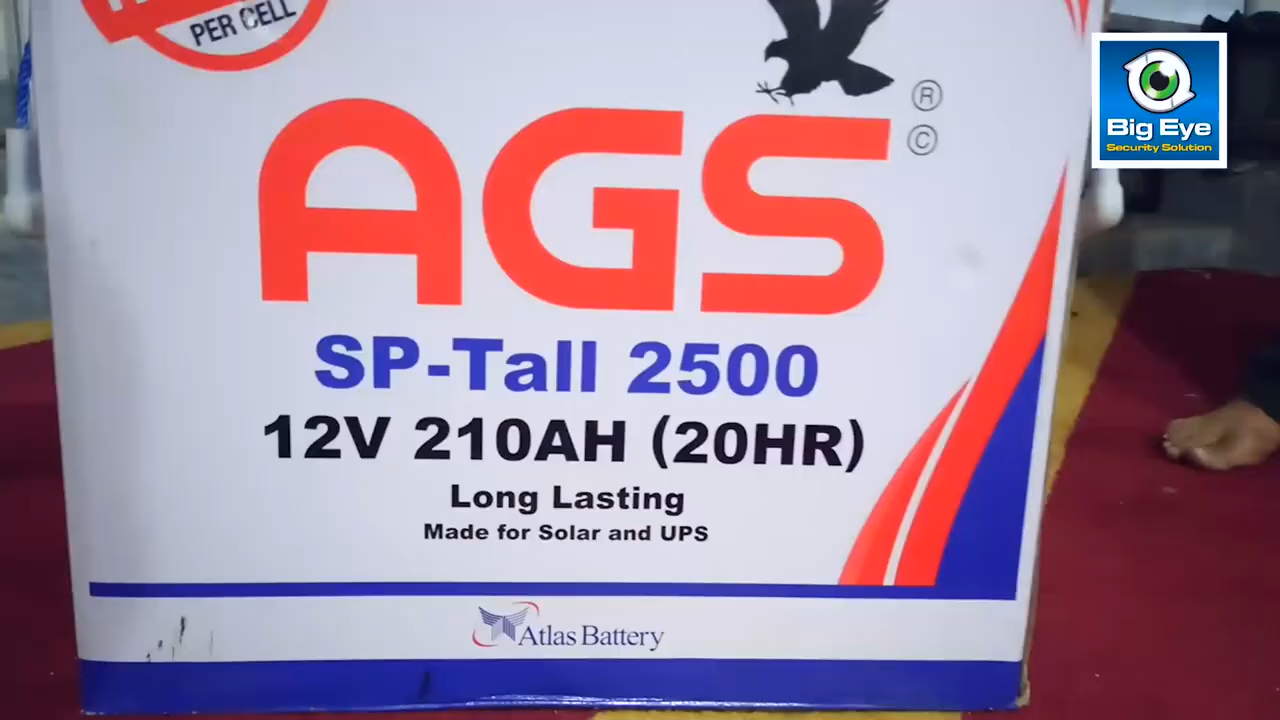 PER CELL
AGS
®
©
SP-Tall 2500
12V 210AH (20HR)
Long Lasting
Made for Solar and UPS
Atlas Battery
Big Eye
Security Solution